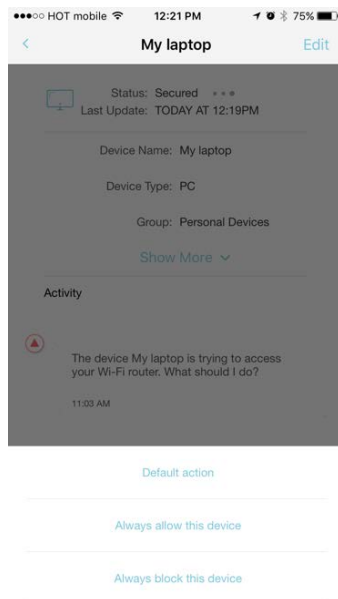 HOT mobile 12:21 PM 75%
My laptop Edit
Status: Secured
Last Update: TODAY AT 12:19PM
Device Name: My laptop
Device Type: PC
Group: Personal Devices
Show More
Activity
The device My laptop is trying to access
your Wi-Fi router. What should I do?
11:03 AM
Default action
Always allow this device
Always block this device